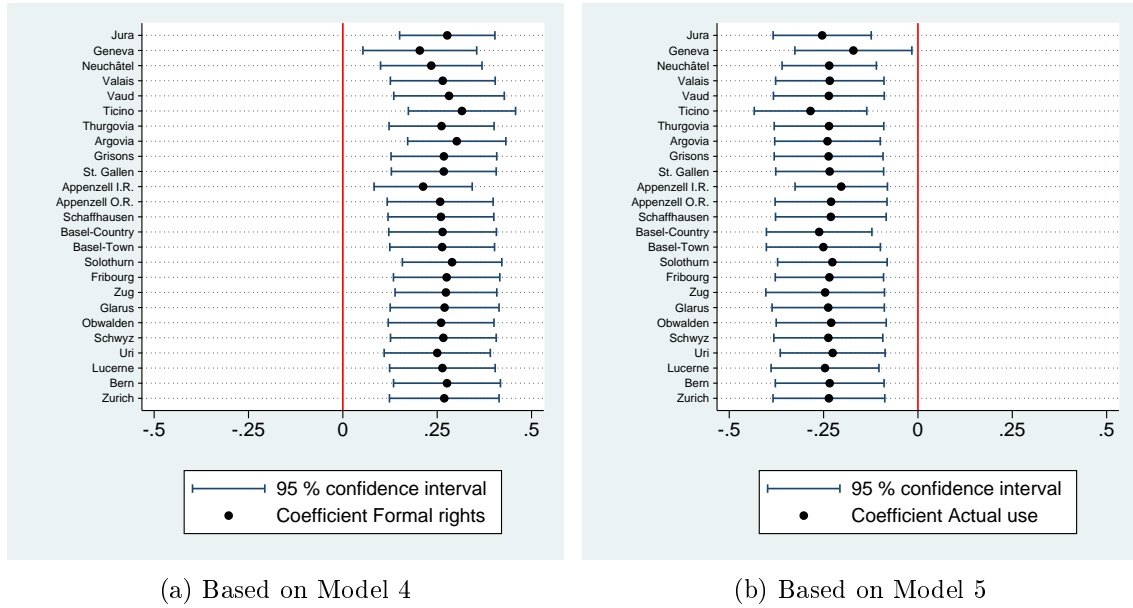 Jura
Geneva
Neuchâtel
Valais
Vaud
Ticino
Thurgovia
Argovia
Grisons
St. Gallen
Appenzell I.R.
Appenzell O.R.
Schaffhausen
Basel-Country
Basel-Town
Solothurn
Fribourg
Zug
Glarus
Obwalden
Schwyz
Uri
Lucerne
Bern
Zurich
-.5 -.25 0 .25 .5
95 % confidence interval
Coefficient Formal rights
(a) Based on Model 4
Jura
Geneva
Neuchâtel
Valais
Vaud
Ticino
Thurgovia
Argovia
Grisons
St. Gallen
Appenzell I.R.
Appenzell O.R.
Schaffhausen
Basel-Country
Basel-Town
Solothurn
Fribourg
Zug
Glarus
Obwalden
Schwyz
Uri
Lucerne
Bern
Zurich
-.5 -.25 0 .25 .5
95 % confidence interval
Coefficient Actual use
(b) Based on Model 5